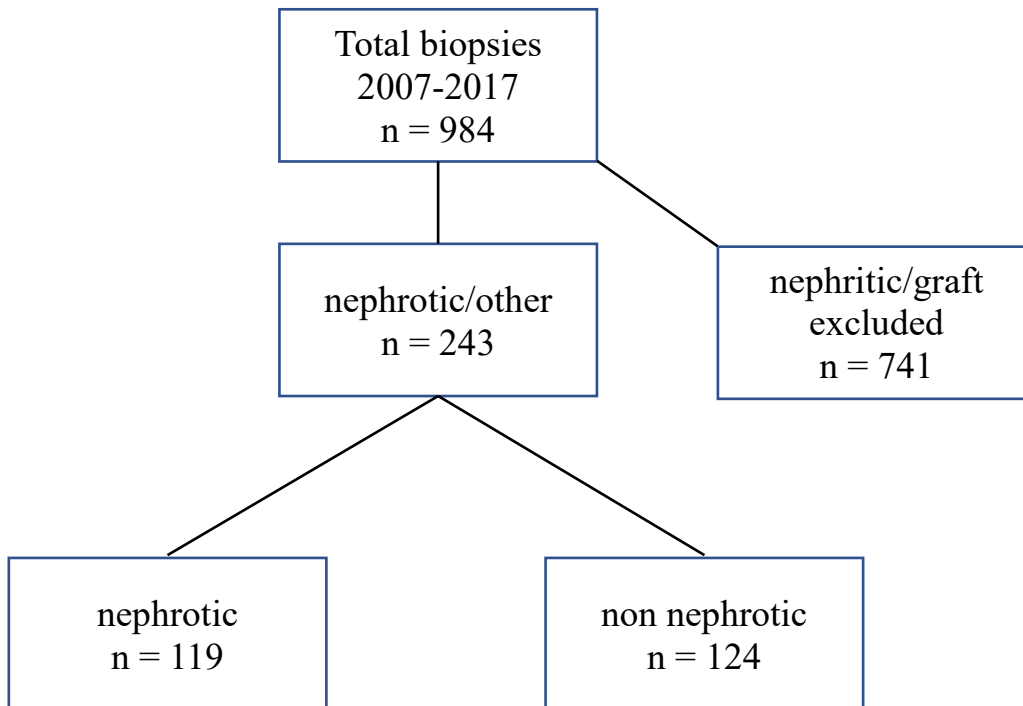 Total biopsies
2007-2017
n = 984
nephrotic/other
n = 243
nephritic/graft
excluded
n = 741
nephrotic
n = 119
non nephrotic
n = 124